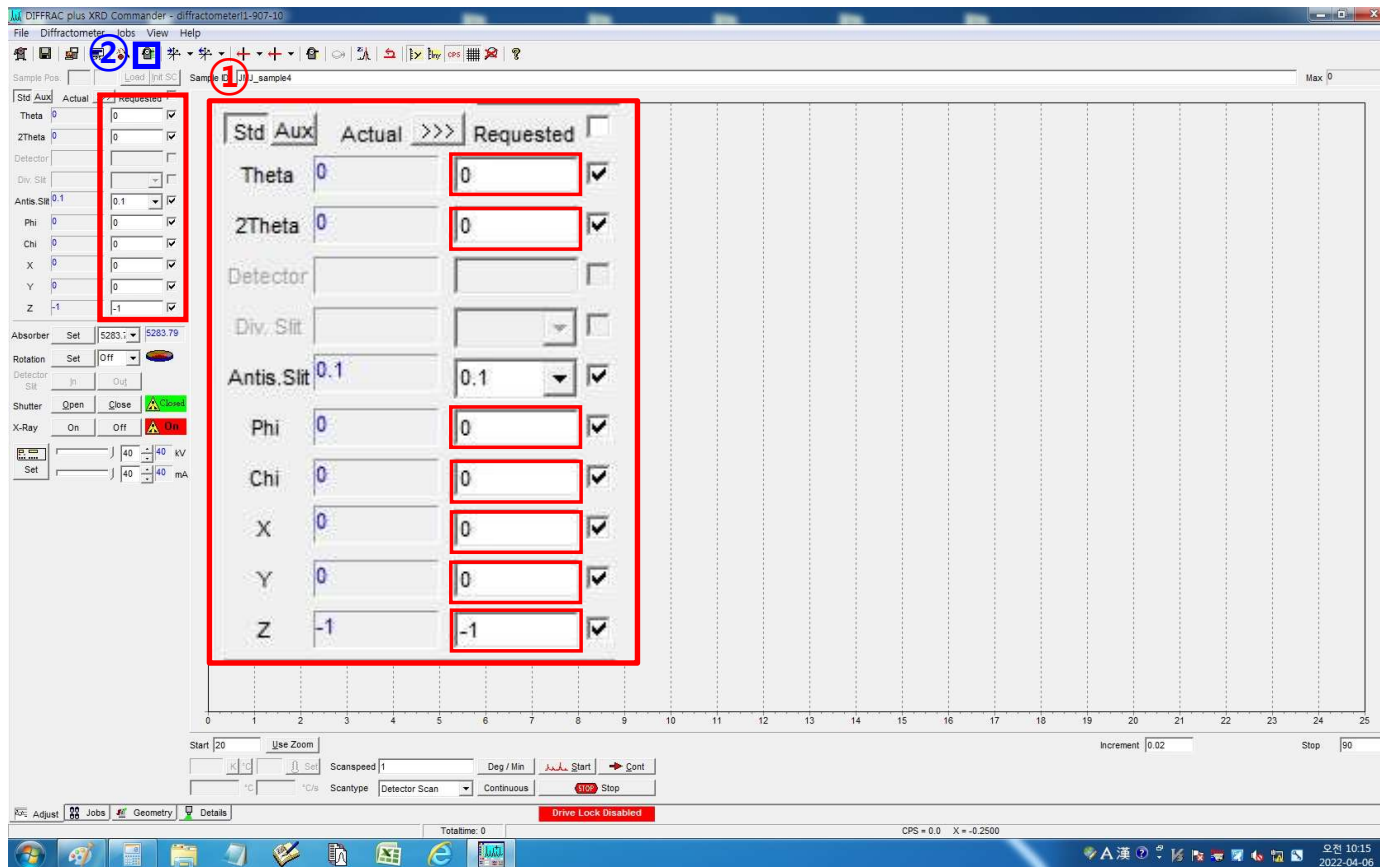 DIFFRAC plus XRD Commander - diffractometerl1-907-10
File Diffractometer Jobs View Help
②
CPS
Sample Pos. Load Init SC Sample ID JMJ_sample4 Max 0
①
Std Aux Actual >>> Requested
Theta 0 0
2Theta 0 0
Detector
Div. Slit
Antis.Slit 0.1 0.1
Phi 0 0
Chi 0 0
X 0 0
Y 0 0
Z -1 -1
Std Aux Actual >>> Requested
Theta 0 0
2Theta 0 0
Detector
Div. Slit
Antis.Slit 0.1 0.1
Phi 0 0
Chi 0 0
X 0 0
Y 0 0
Z -1 -1
Absorber Set 5283.79
Rotation Set Off
Detector Slit In Out
Shutter Open Close Closed
X-Ray On Off On
40 40 kV
Set 40 40 mA
0 1 2 3 4 5 6 7 8 9 10 11 12 13 14 15 16 17 18 19 20 21 22 23 24 25
Start 20 Use Zoom Increment 0.02 Stop 90
K °C Set Scanspeed 1 Deg / Min Start Cont
°C °C/s Scantype Detector Scan Continuous STOP Stop
Adjust Jobs Geometry Details Drive Lock Disabled
Totaltime: 0 CPS = 0.0 X = -0.2500
A 漢 오전 10:15
2022-04-06